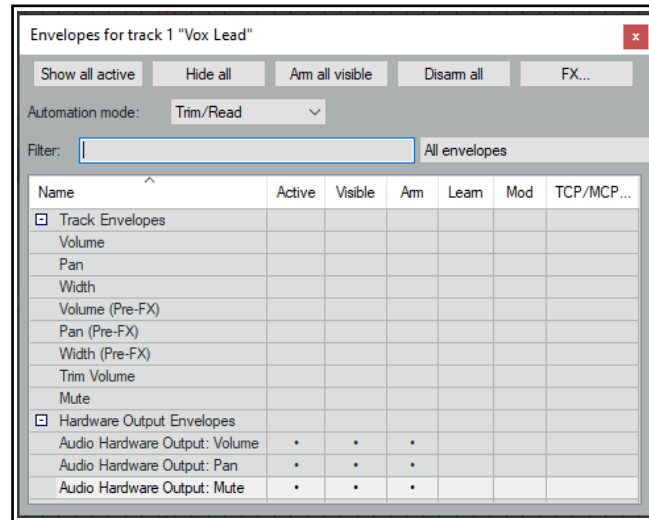 Envelopes for track 1 "Vox Lead"
x
Show all active Hide all Arm all visible Disarm all FX...
Automation mode: Trim/Read
Filter: All envelopes
Name Active Visible Arm Learn Mod TCP/MCP...
Track Envelopes
Volume
Pan
Width
Volume (Pre-FX)
Pan (Pre-FX)
Width (Pre-FX)
Trim Volume
Mute
Hardware Output Envelopes
Audio Hardware Output: Volume • • •
Audio Hardware Output: Pan • • •
Audio Hardware Output: Mute • • •